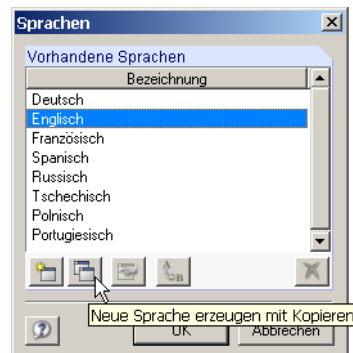 Sprachen
Vorhandene Sprachen
Bezeichnung
Deutsch
Englisch
Französisch
Spanisch
Russisch
Tschechisch
Polnisch
Portugiesisch
A B
Neue Sprache erzeugen mit Kopieren
OK
Abbrechen